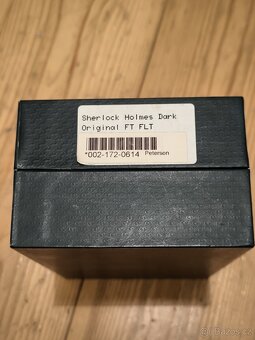 Sherlock Holmes Dark
Original FT FLT
*002-172-0614 Peterson